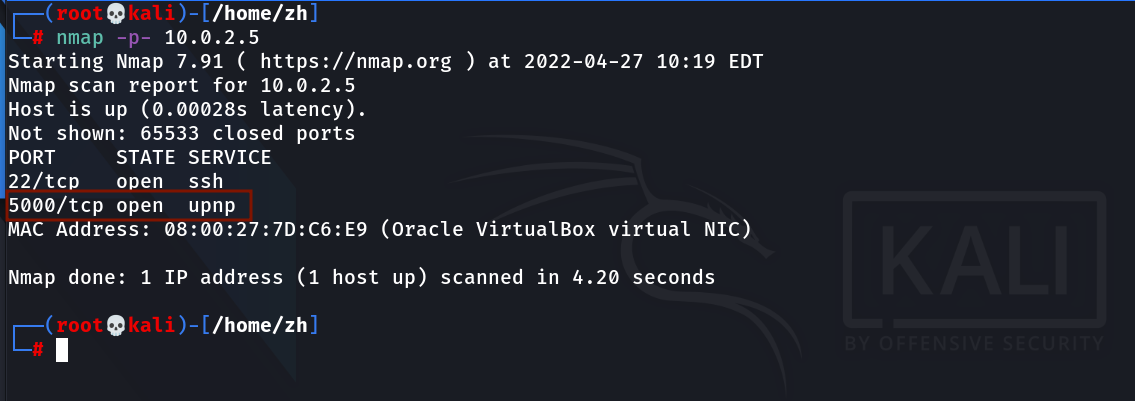 ┌──(root💀kali)-[/home/zh]
└─# nmap -p- 10.0.2.5
Starting Nmap 7.91 ( https://nmap.org ) at 2022-04-27 10:19 EDT
Nmap scan report for 10.0.2.5
Host is up (0.00028s latency).
Not shown: 65533 closed ports
PORT     STATE SERVICE
22/tcp   open  ssh
5000/tcp open  upnp
MAC Address: 08:00:27:7D:C6:E9 (Oracle VirtualBox virtual NIC)
Nmap done: 1 IP address (1 host up) scanned in 4.20 seconds
┌──(root💀kali)-[/home/zh]
└─#
KALI
BY OFFENSIVE SECURITY